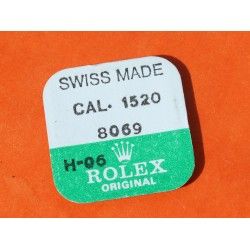 SWISS MADE
CAL. 1520
8069
H-06
ROLEX
ORIGINAL